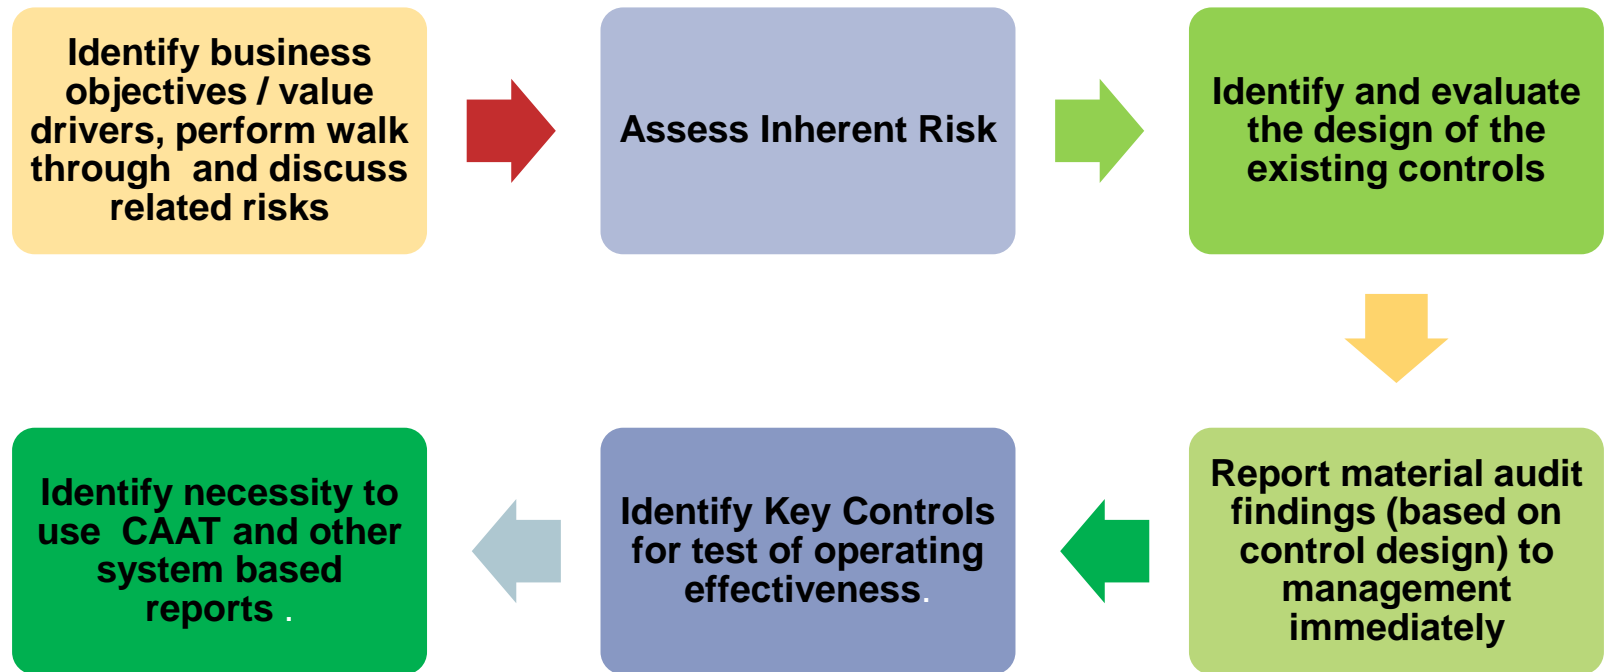 Identify business
objectives / value
drivers, perform walk
through and discuss
related risks
Assess Inherent Risk
Identify and evaluate
the design of the
existing controls
Report material audit
findings (based on
control design) to
management
immediately
Identify Key Controls
for test of operating
effectiveness.
Identify necessity to
use CAAT and other
system based
reports .